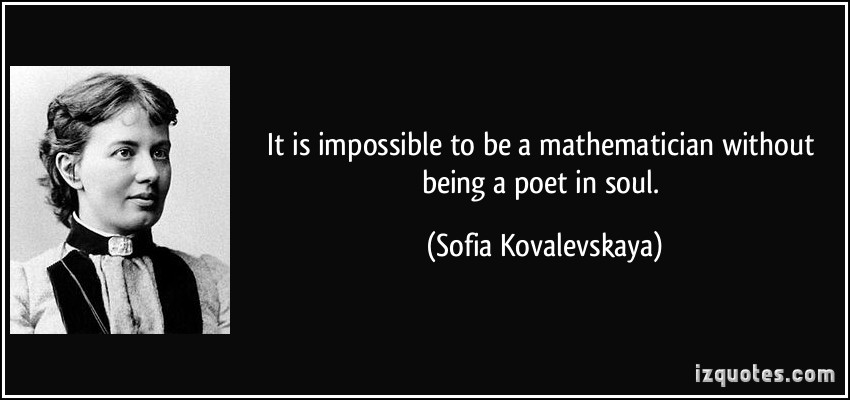 It is impossible to be a mathematician without
being a poet in soul.
(Sofia Kovalevskaya)
izquotes.com